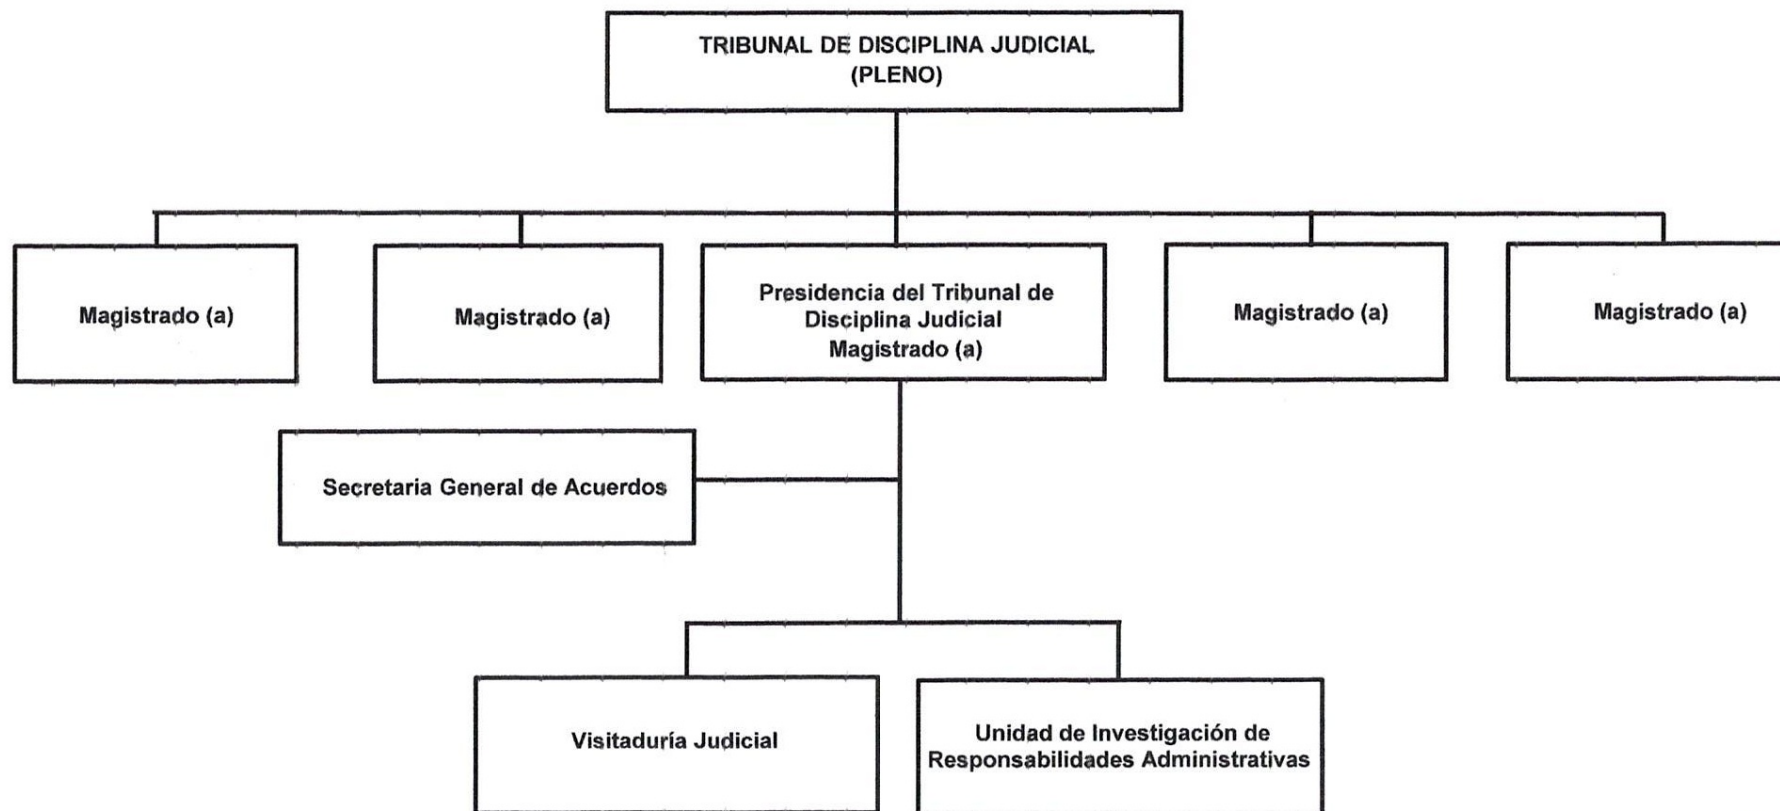 TRIBUNAL DE DISCIPLINA JUDICIAL
(PLENO)
Magistrado (a)
Magistrado (a)
Presidencia del Tribunal de
Disciplina Judicial
Magistrado (a)
Magistrado (a)
Magistrado (a)
Secretaria General de Acuerdos
Visitaduría Judicial
Unidad de Investigación de
Responsabilidades Administrativas